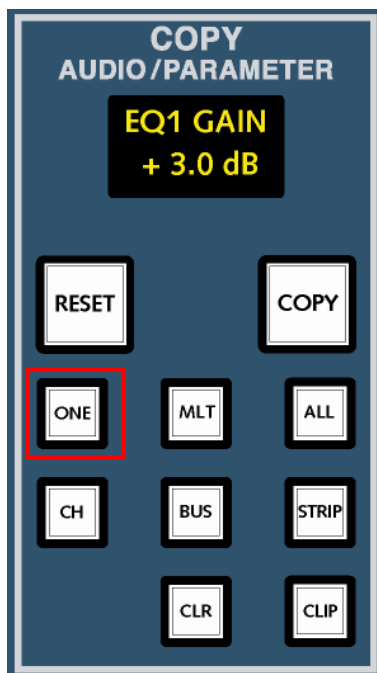 COPY
AUDIO/PARAMETER
EQ1 GAIN
+ 3.0 dB
RESET COPY
ONE MLT ALL
CH BUS STRIP
CLR CLIP